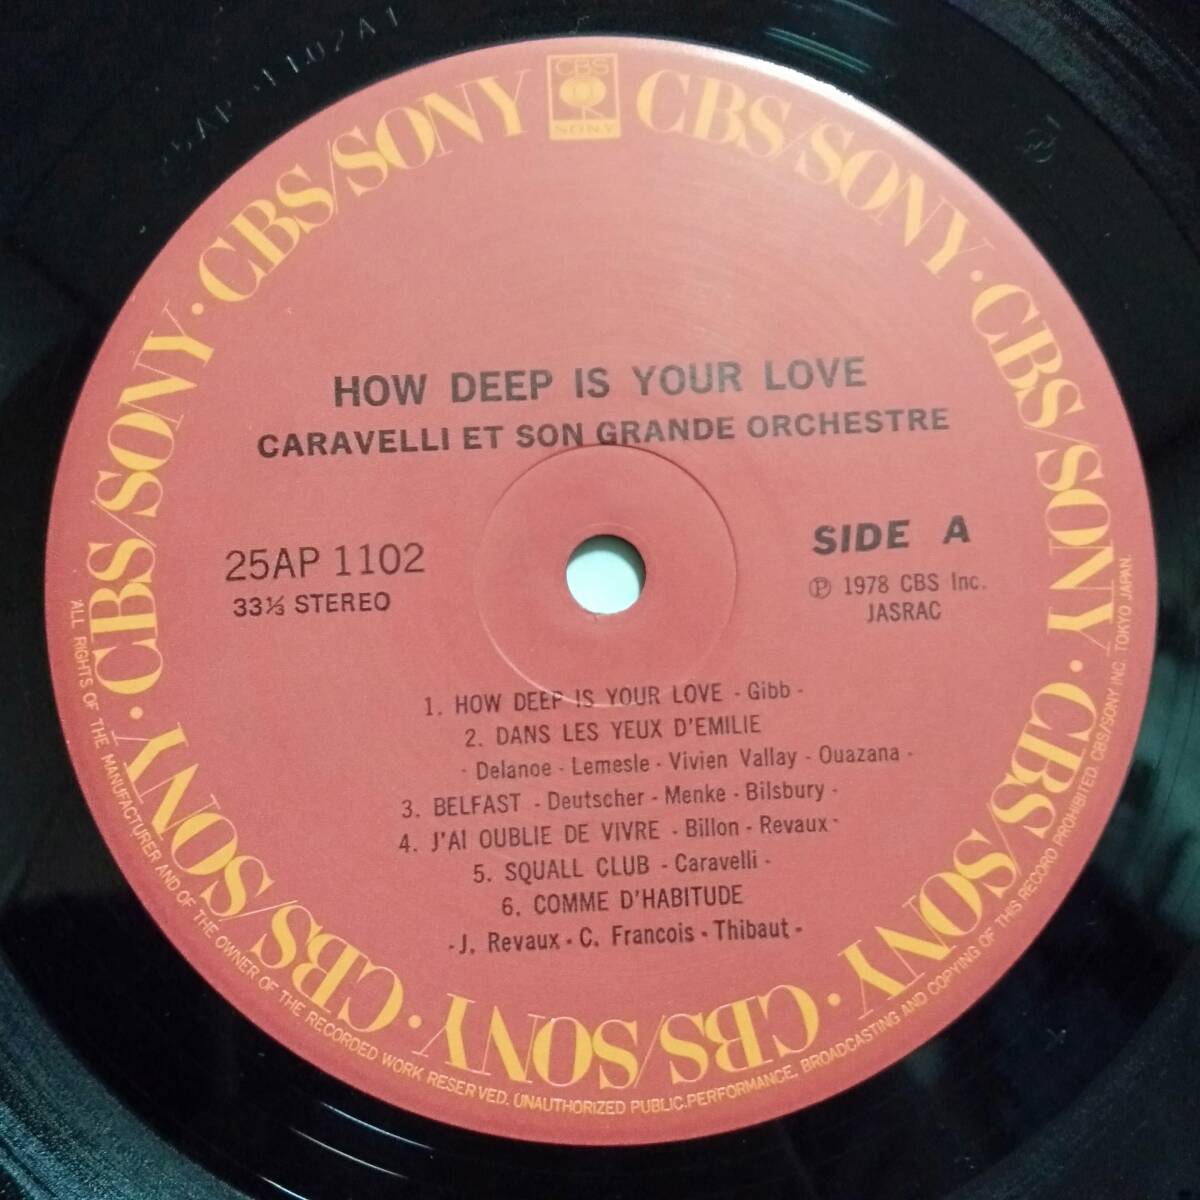 CBS
SONY
CBS/SONY · CBS/SONY · CBS/SONY · CBS/SONY · CBS/SONY · CBS/SONY · CBS/SONY · CBS/SONY
HOW DEEP IS YOUR LOVE
CARAVELLI ET SON GRANDE ORCHESTRE
25AP 1102
33⅓ STEREO
SIDE A
Ⓟ 1978 CBS Inc.
JASRAC
1. HOW DEEP IS YOUR LOVE - Gibb -
2. DANS LES YEUX D'EMILIE
- Delanoe - Lemesle - Vivien Vallay - Ouazana -
3. BELFAST - Deutscher - Menke - Bilsbury -
4. J'AI OUBLIE DE VIVRE - Billon - Revaux -
5. SQUALL CLUB - Caravelli -
6. COMME D'HABITUDE
- J. Revaux - C. Francois - Thibaut -
ALL RIGHTS OF THE MANUFACTURER AND OF THE OWNER OF THE RECORDED WORK RESERVED. UNAUTHORIZED PUBLIC.PERFORMANCE, BROADCASTING AND COPYING OF THIS RECORD PROHIBITED. CBS/SONY INC. TOKYO JAPAN.